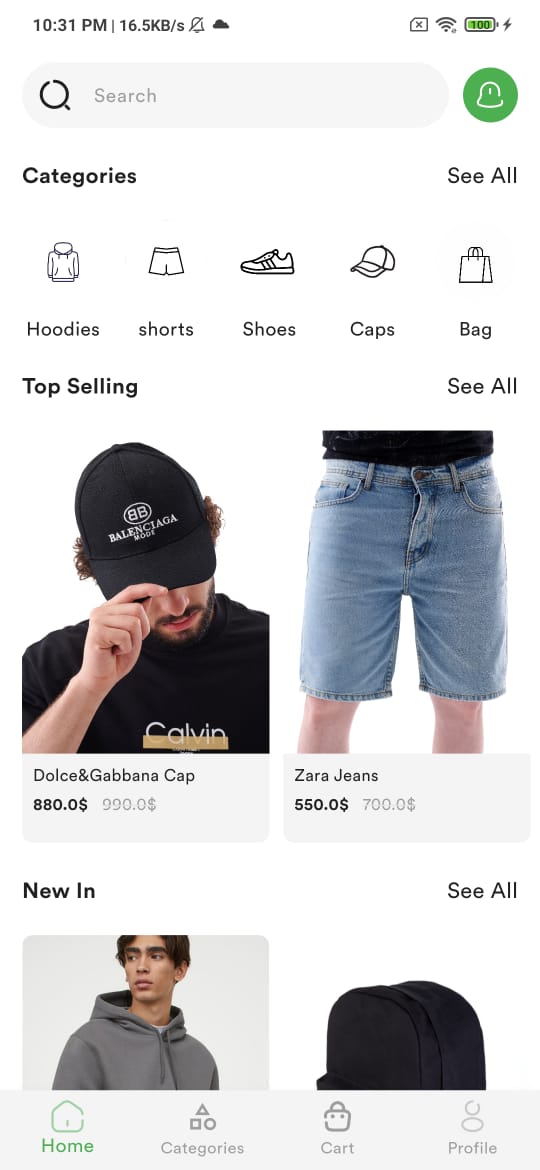 10:31 PM | 16.5KB/s
100
Search
Categories See All
Hoodies shorts Shoes Caps Bag
Top Selling See All
BB
BALENCIAGA
MODE
Calvin
Dolce&Gabbana Cap
880.0$ 990.0$
Zara Jeans
550.0$ 700.0$
New In See All
Home Categories Cart Profile